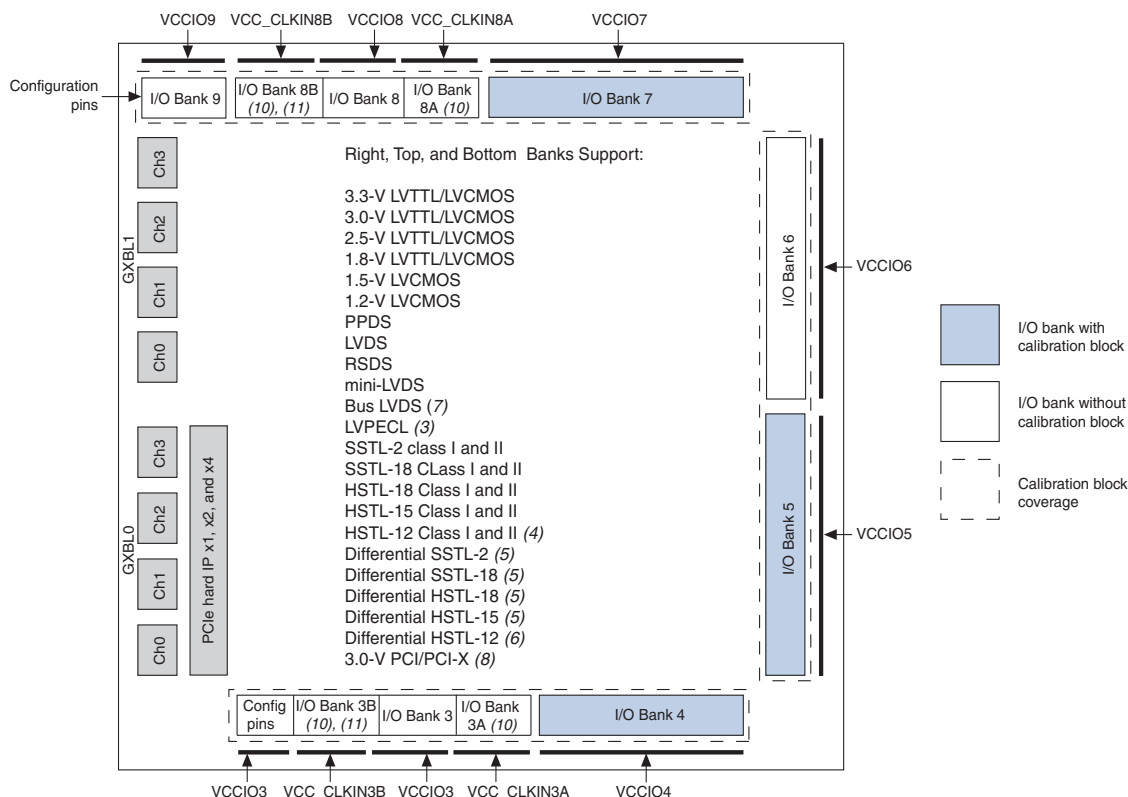 VCCIO9
VCC_CLKIN8B
VCCIO8
VCC_CLKIN8A
VCCIO7
Configuration
pins
I/O Bank 9
I/O Bank 8B
(10), (11)
I/O Bank 8
I/O Bank
8A (10)
I/O Bank 7
Right, Top, and Bottom Banks Support:
3.3-V LVTTL/LVCMOS
3.0-V LVTTL/LVCMOS
2.5-V LVTTL/LVCMOS
1.8-V LVTTL/LVCMOS
1.5-V LVCMOS
1.2-V LVCMOS
PPDS
LVDS
RSDS
mini-LVDS
Bus LVDS (7)
LVPECL (3)
SSTL-2 class I and II
SSTL-18 CLass I and II
HSTL-18 Class I and II
HSTL-15 Class I and II
HSTL-12 Class I and II (4)
Differential SSTL-2 (5)
Differential SSTL-18 (5)
Differential HSTL-18 (5)
Differential HSTL-15 (5)
Differential HSTL-12 (6)
3.0-V PCI/PCI-X (8)
GXBL1
Ch3
Ch2
Ch1
Ch0
GXBL0
Ch3
Ch2
Ch1
Ch0
PCIe hard IP x1, x2, and x4
I/O Bank 6
VCCIO6
I/O Bank 5
VCCIO5
I/O bank with
calibration block
I/O bank without
calibration block
Calibration block
coverage
Config
pins
I/O Bank 3B
(10), (11)
I/O Bank 3
I/O Bank
3A (10)
I/O Bank 4
VCCIO3
VCC_CLKIN3B
VCCIO3
VCC_CLKIN3A
VCCIO4